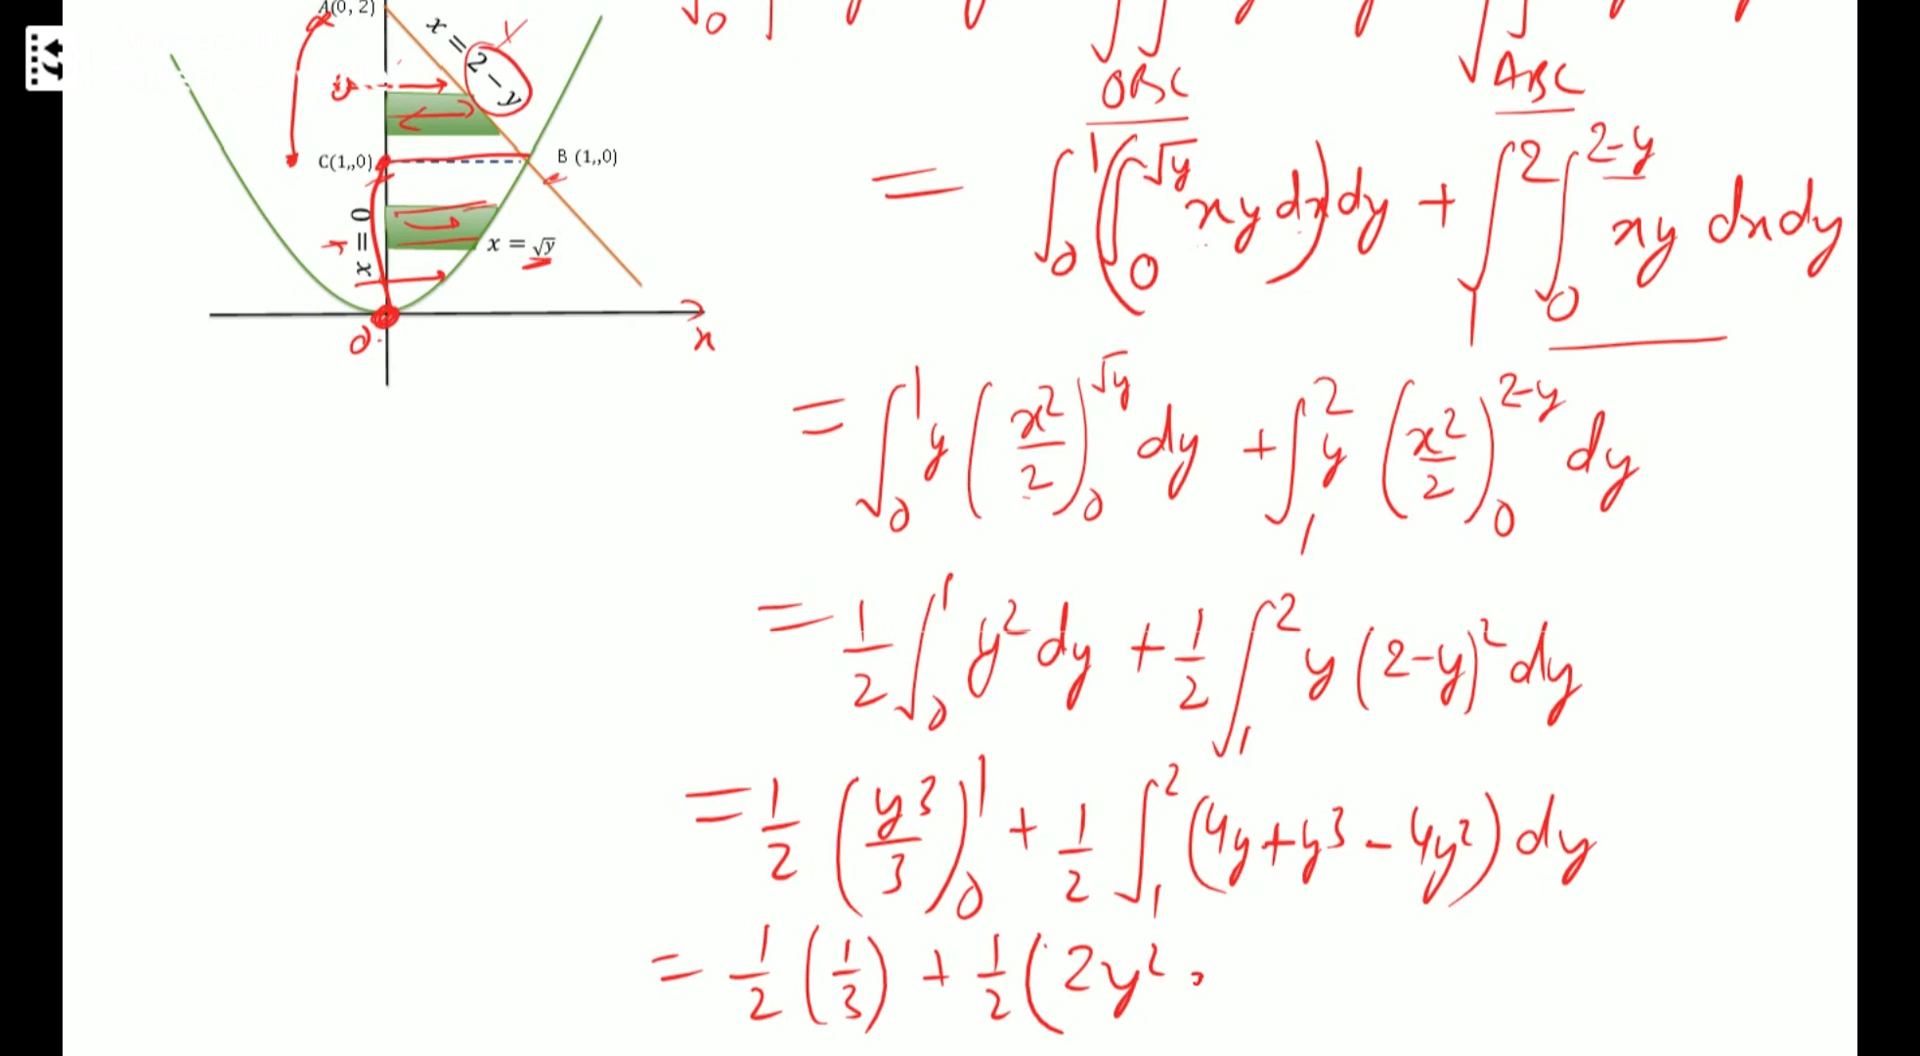 A(0, 2)
x = 2 − y
C(1,,0)
B (1,,0)
x = 0
x = √y
0
x
OBC
ABC
= ∫₀¹(∫₀^√y xy dx)dy + ∫₁²∫₀^2-y xy dxdy
= ∫₀¹ y (x²/2)₀^√y dy + ∫₁² y (x²/2)₀^2-y dy
= 1/2 ∫₀¹ y² dy + 1/2 ∫₁² y (2-y)² dy
= 1/2 (y³/3)₀¹ + 1/2 ∫₁² (4y+y³ - 4y²) dy
= 1/2 (1/3) + 1/2 (2y²